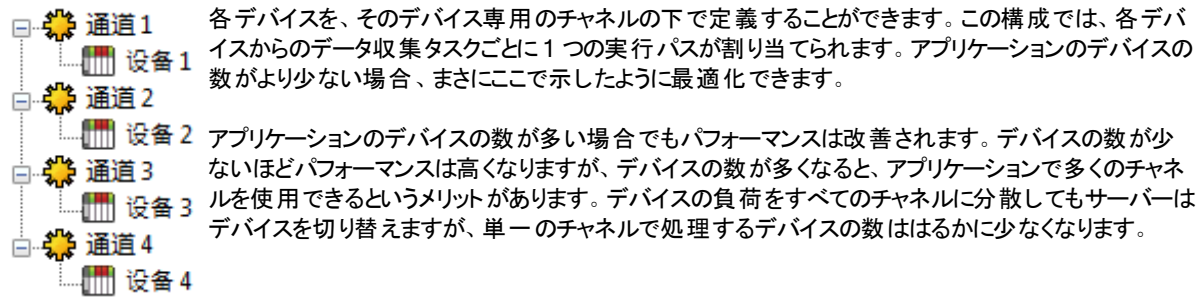 通道 1
设备 1
通道 2
设备 2
通道 3
设备 3
通道 4
设备 4
各デバイスを、そのデバイス専用のチャネルの下で定義することができます。この構成では、各デバ
イスからのデータ収集タスクごとに 1 つの実行パスが割り当てられます。アプリケーションのデバイスの
数がより少ない場合、まさにここで示したように最適化できます。
アプリケーションのデバイスの数が多い場合でもパフォーマンスは改善されます。デバイスの数が少
ないほどパフォーマンスは高くなりますが、デバイスの数が多くなると、アプリケーションで多くのチャネ
ルを使用できるというメリットがあります。デバイスの負荷をすべてのチャネルに分散してもサーバーは
デバイスを切り替えますが、単一のチャネルで処理するデバイスの数ははるかに少なくなります。